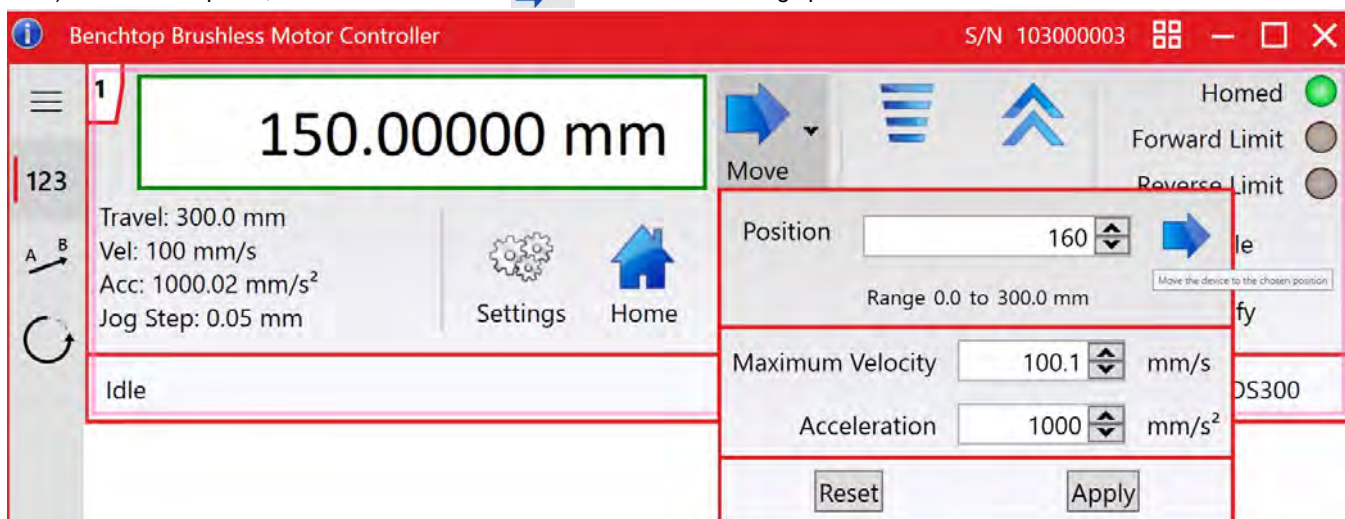 Benchtop Brushless Motor Controller S/N 103000003
1
150.00000 mm
Move
Homed
Forward Limit
Reverse Limit
123
Travel: 300.0 mm
Vel: 100 mm/s
Acc: 1000.02 mm/s²
Jog Step: 0.05 mm
Settings
Home
Position 160
Move the device to the chosen position
Range 0.0 to 300.0 mm
le
fy
A B
Maximum Velocity 100.1 mm/s
Acceleration 1000 mm/s²
Idle
DS300
Reset Apply